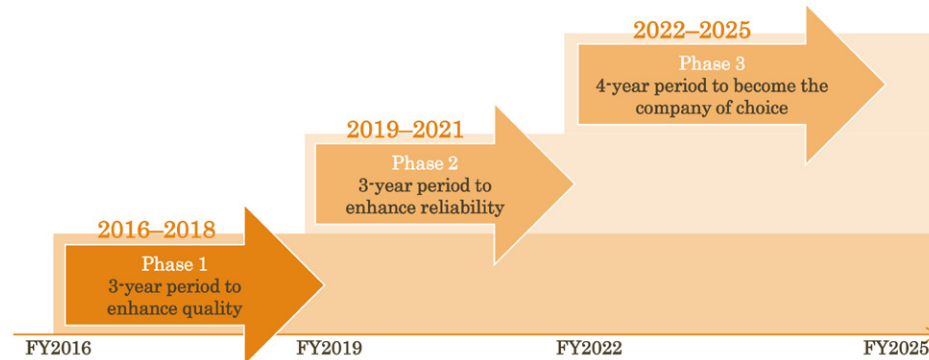 2022–2025
Phase 3
4-year period to become the
company of choice
2019–2021
Phase 2
3-year period to
enhance reliability
2016–2018
Phase 1
3-year period to
enhance quality
FY2016
FY2019
FY2022
FY2025